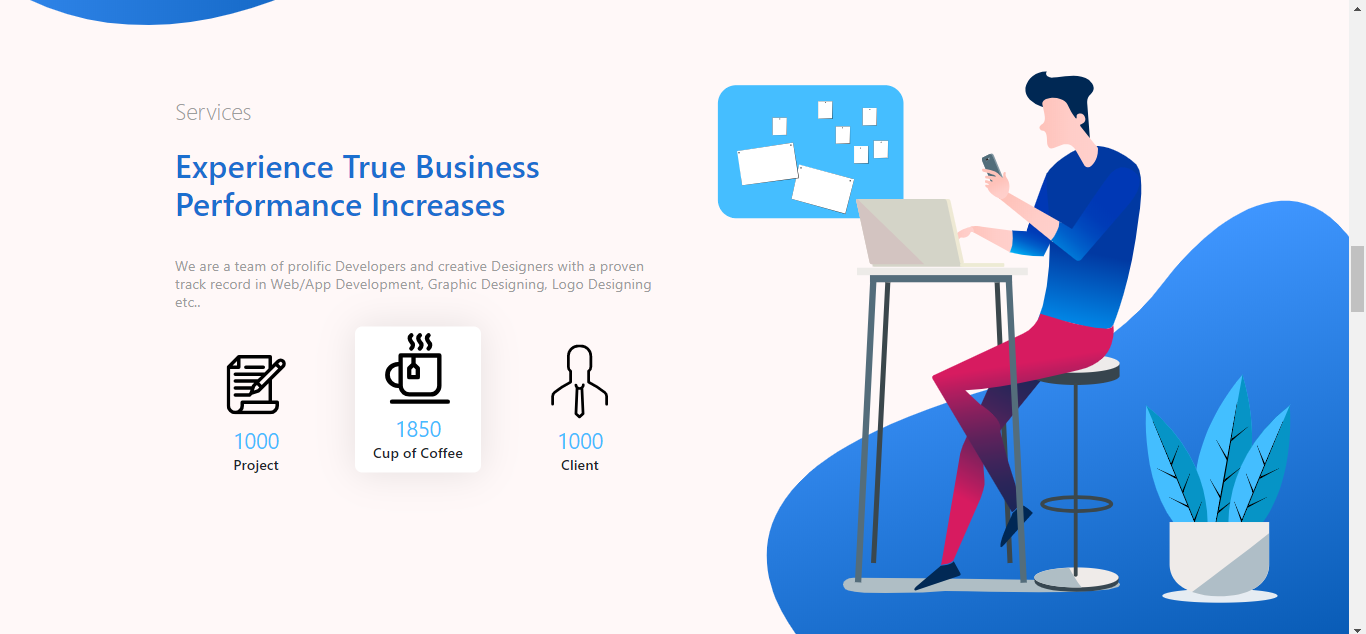 Services
Experience True Business
Performance Increases
We are a team of prolific Developers and creative Designers with a proven
track record in Web/App Development, Graphic Designing, Logo Designing
etc..
1000
Project
1850
Cup of Coffee
1000
Client